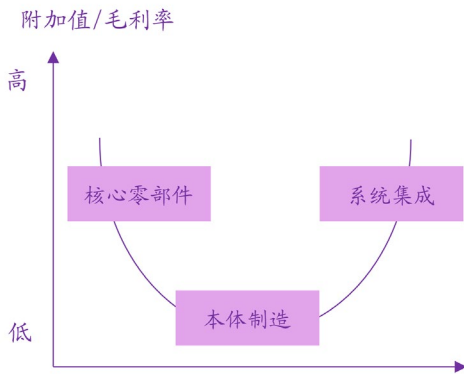 附加值/毛利率
高
核心零部件
系统集成
本体制造
低